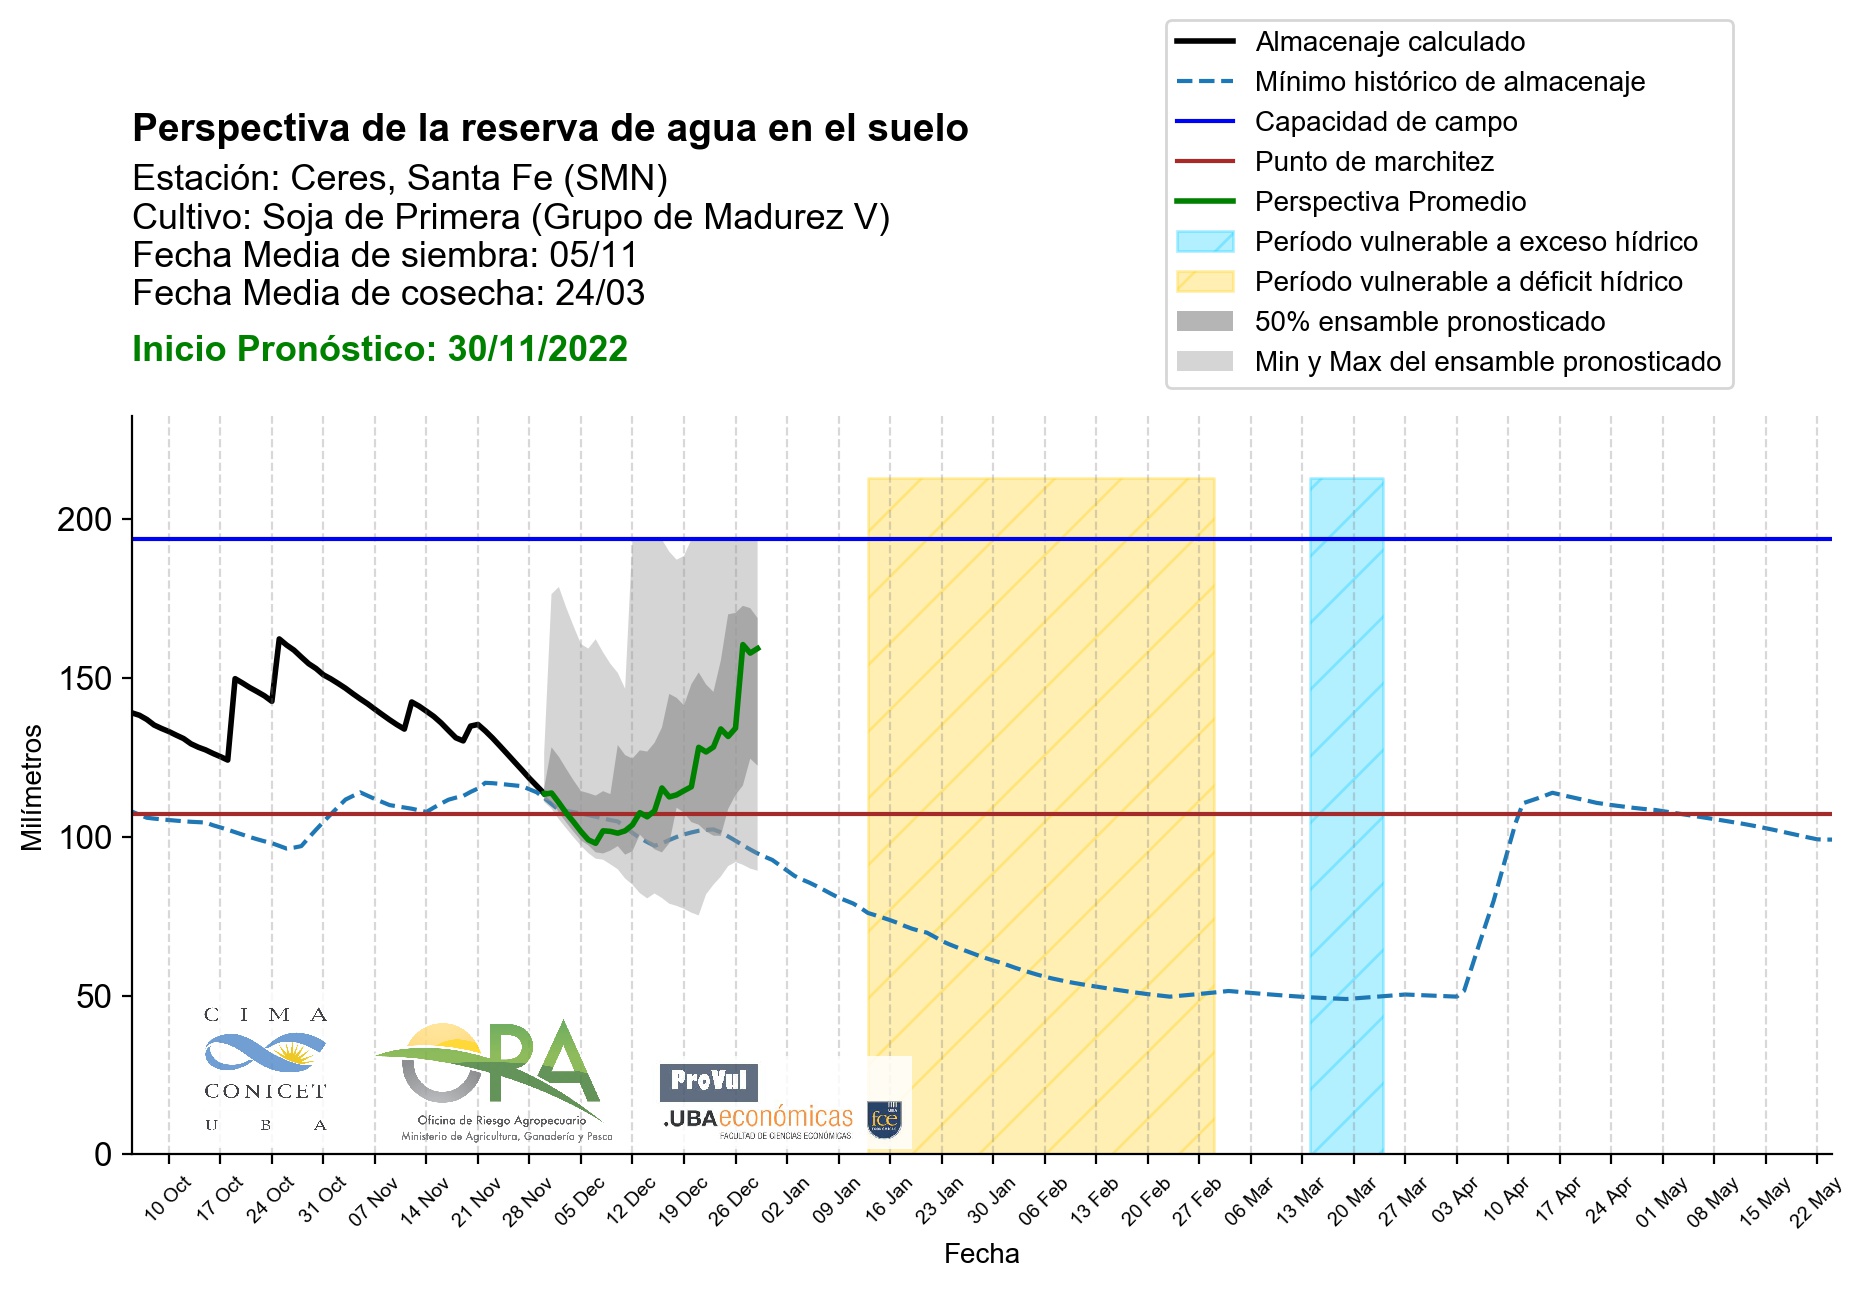 Almacenaje calculado
Mínimo histórico de almacenaje
Capacidad de campo
Punto de marchitez
Perspectiva Promedio
Período vulnerable a exceso hídrico
Período vulnerable a déficit hídrico
50% ensamble pronosticado
Min y Max del ensamble pronosticado
Perspectiva de la reserva de agua en el suelo
Estación: Ceres, Santa Fe (SMN)
Cultivo: Soja de Primera (Grupo de Madurez V)
Fecha Media de siembra: 05/11
Fecha Media de cosecha: 24/03
Inicio Pronóstico: 30/11/2022
Milímetros
200
150
100
50
0
CIMA
CONICET
UBA
ORA
Oficina de Riesgo Agropecuario
Ministerio de Agricultura, Ganadería y Pesca
ProVul
.UBAeconómicas
FACULTAD DE CIENCIAS ECONÓMICAS
fce
10 Oct
17 Oct
24 Oct
31 Oct
07 Nov
14 Nov
21 Nov
28 Nov
05 Dec
12 Dec
19 Dec
26 Dec
02 Jan
09 Jan
16 Jan
23 Jan
30 Jan
06 Feb
13 Feb
20 Feb
27 Feb
06 Mar
13 Mar
20 Mar
27 Mar
03 Apr
10 Apr
17 Apr
24 Apr
01 May
08 May
15 May
22 May
Fecha